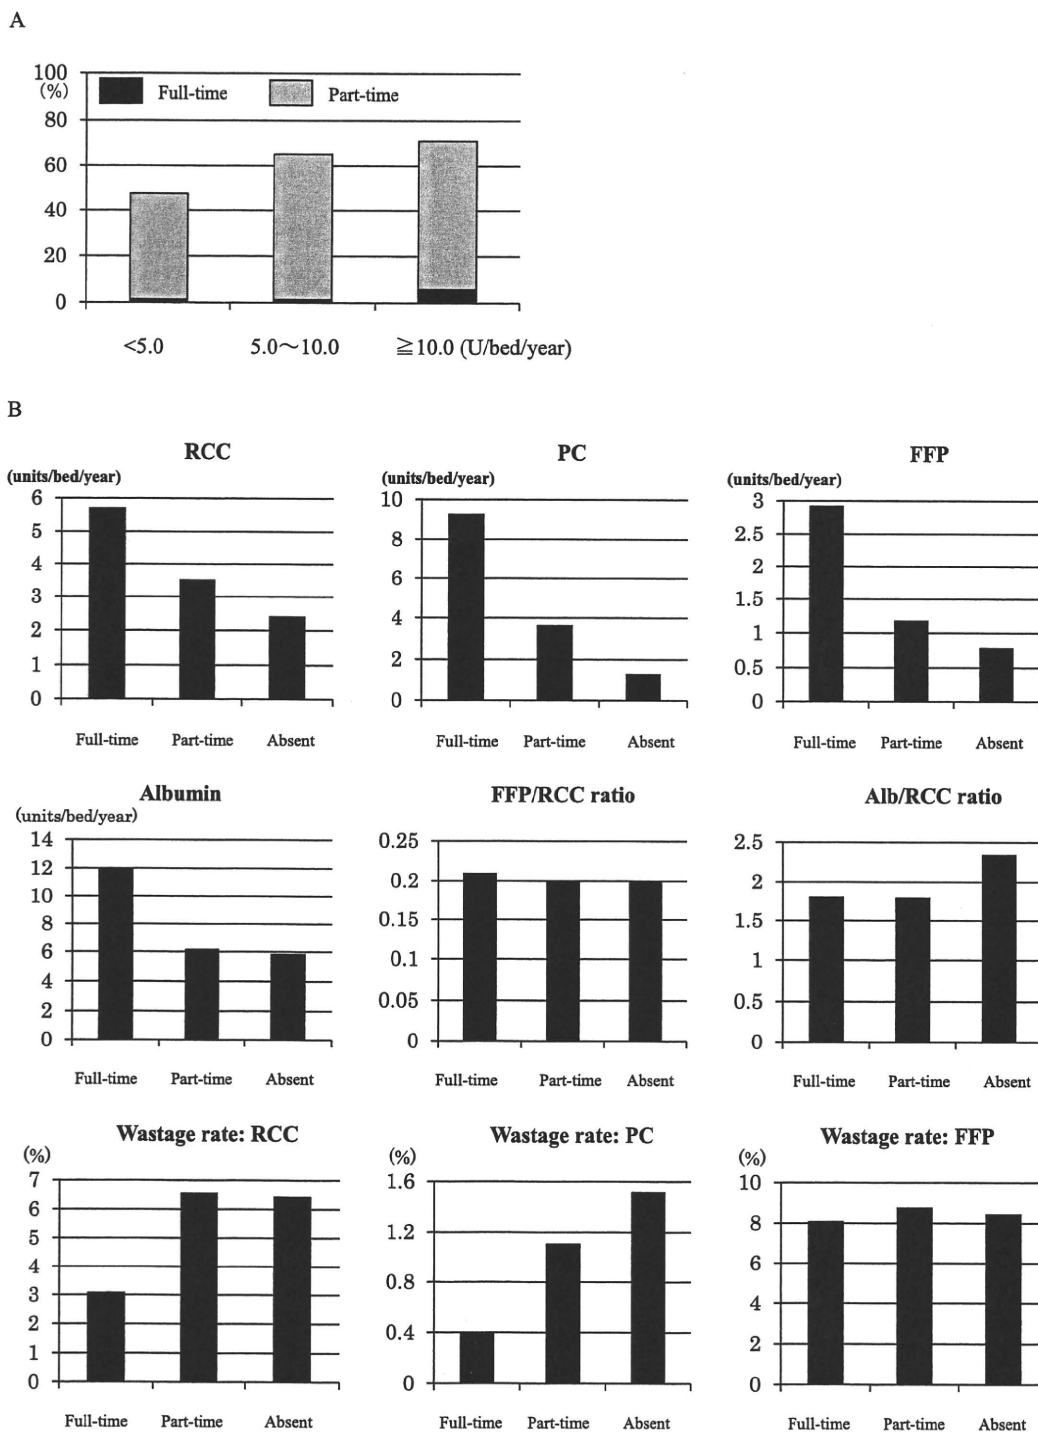 A
100
(%)
80
60
40
20
0
Full-time
Part-time
<5.0
5.0～10.0
≧10.0 (U/bed/year)
B
RCC
(units/bed/year)
6
5
4
3
2
1
0
Full-time
Part-time
Absent
PC
(units/bed/year)
10
8
6
4
2
0
Full-time
Part-time
Absent
FFP
(units/bed/year)
3
2.5
2
1.5
1
0.5
0
Full-time
Part-time
Absent
Albumin
(units/bed/year)
14
12
10
8
6
4
2
0
Full-time
Part-time
Absent
FFP/RCC ratio
0.25
0.2
0.15
0.1
0.05
0
Full-time
Part-time
Absent
Alb/RCC ratio
2.5
2
1.5
1
0.5
0
Full-time
Part-time
Absent
Wastage rate: RCC
(%)
7
6
5
4
3
2
1
0
Full-time
Part-time
Absent
Wastage rate: PC
(%)
1.6
1.2
0.8
0.4
0
Full-time
Part-time
Absent
Wastage rate: FFP
(%)
10
8
6
4
2
0
Full-time
Part-time
Absent